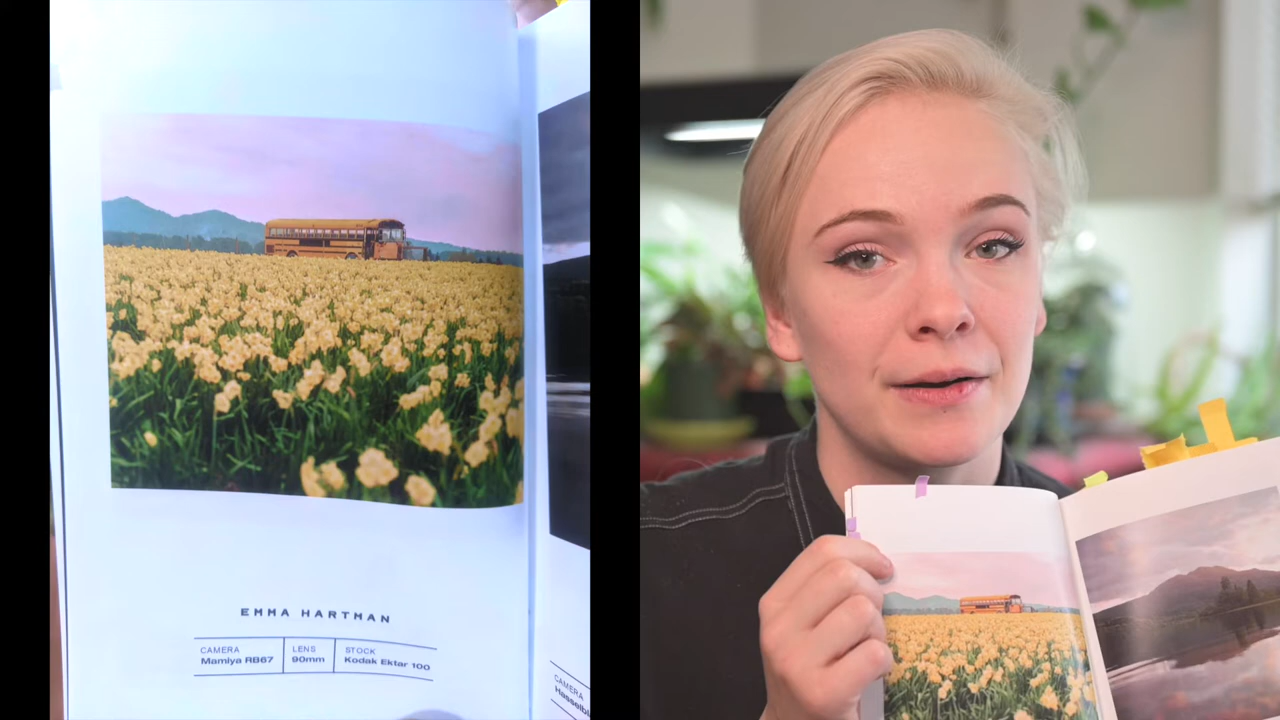 EMMA HARTMAN
CAMERA LENS STOCK
Mamiya RB67 90mm Kodak Ektar 100
CAMERA